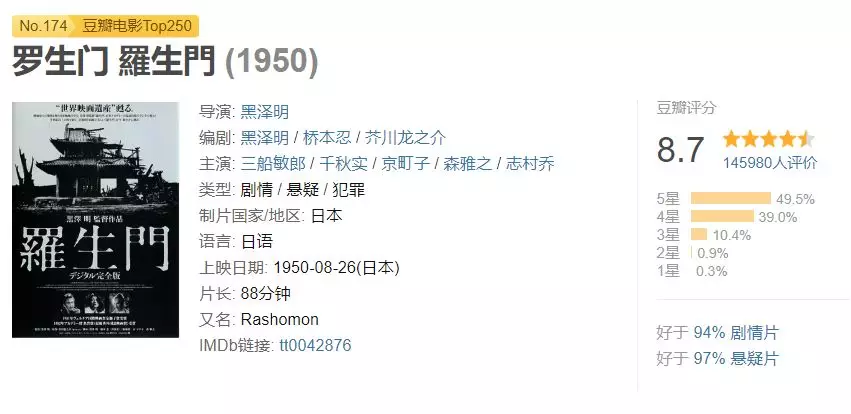 No.174 豆瓣电影Top250
罗生门 羅生門 (1950)
“世界映画遺産”甦る。
黒澤 明 監督作品
羅生門
デジタル完全版
导演: 黑泽明
编剧: 黑泽明 / 桥本忍 / 芥川龙之介
主演: 三船敏郎 / 千秋实 / 京町子 / 森雅之 / 志村乔
类型: 剧情 / 悬疑 / 犯罪
制片国家/地区: 日本
语言: 日语
上映日期: 1950-08-26(日本)
片长: 88分钟
又名: Rashomon
IMDb链接: tt0042876
豆瓣评分
8.7
145980人评价
5星 49.5%
4星 39.0%
3星 10.4%
2星 0.9%
1星 0.3%
好于 94% 剧情片
好于 97% 悬疑片